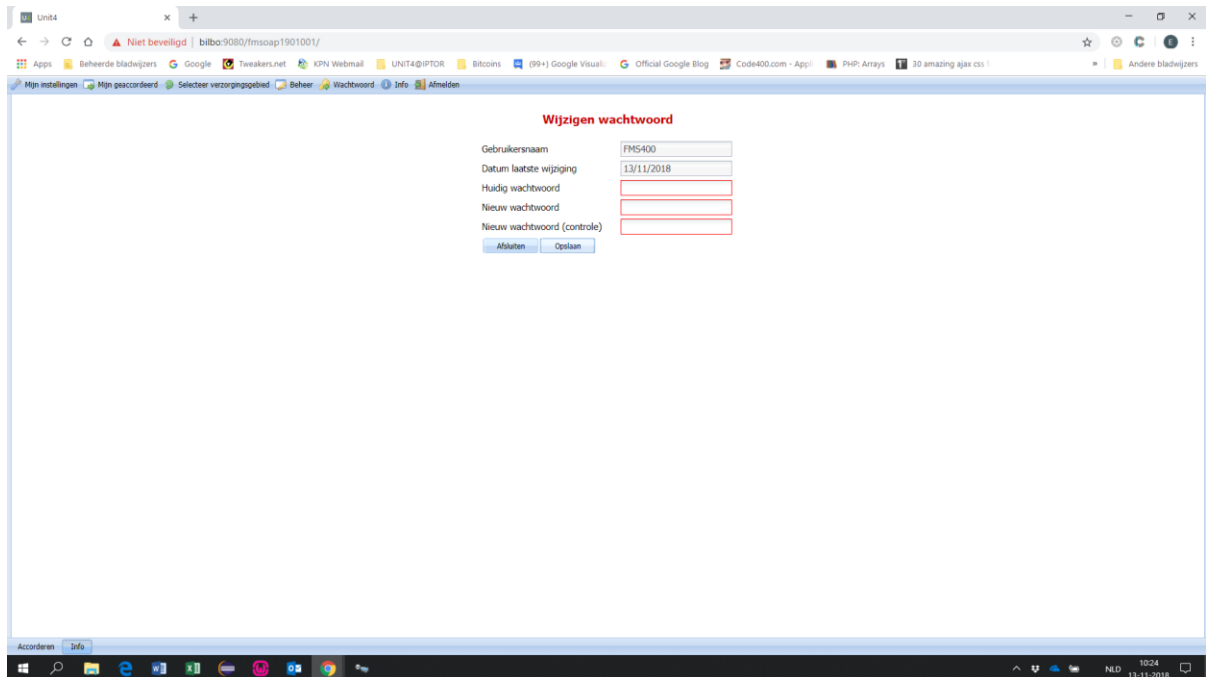 Unit4
Niet beveiligd | bilbo:9080/fmsoap1901001/
Apps Beheerde bladwijzers Google Tweakers.net KPN Webmail UNIT4@IPTOR Bitcoins (99+) Google Visuali Official Google Blog Code400.com - Appli PHP: Arrays 30 amazing ajax css Andere bladwijzers
Mijn instellingen Mijn geaccordeerd Selecteer verzorgingsgebied Beheer Wachtwoord Info Afmelden
Wijzigen wachtwoord
Gebruikersnaam FMS400
Datum laatste wijziging 13/11/2018
Huidig wachtwoord
Nieuw wachtwoord
Nieuw wachtwoord (controle)
Afsluiten Opslaan
Accorderen Info
NLD 10:24
13-11-2018